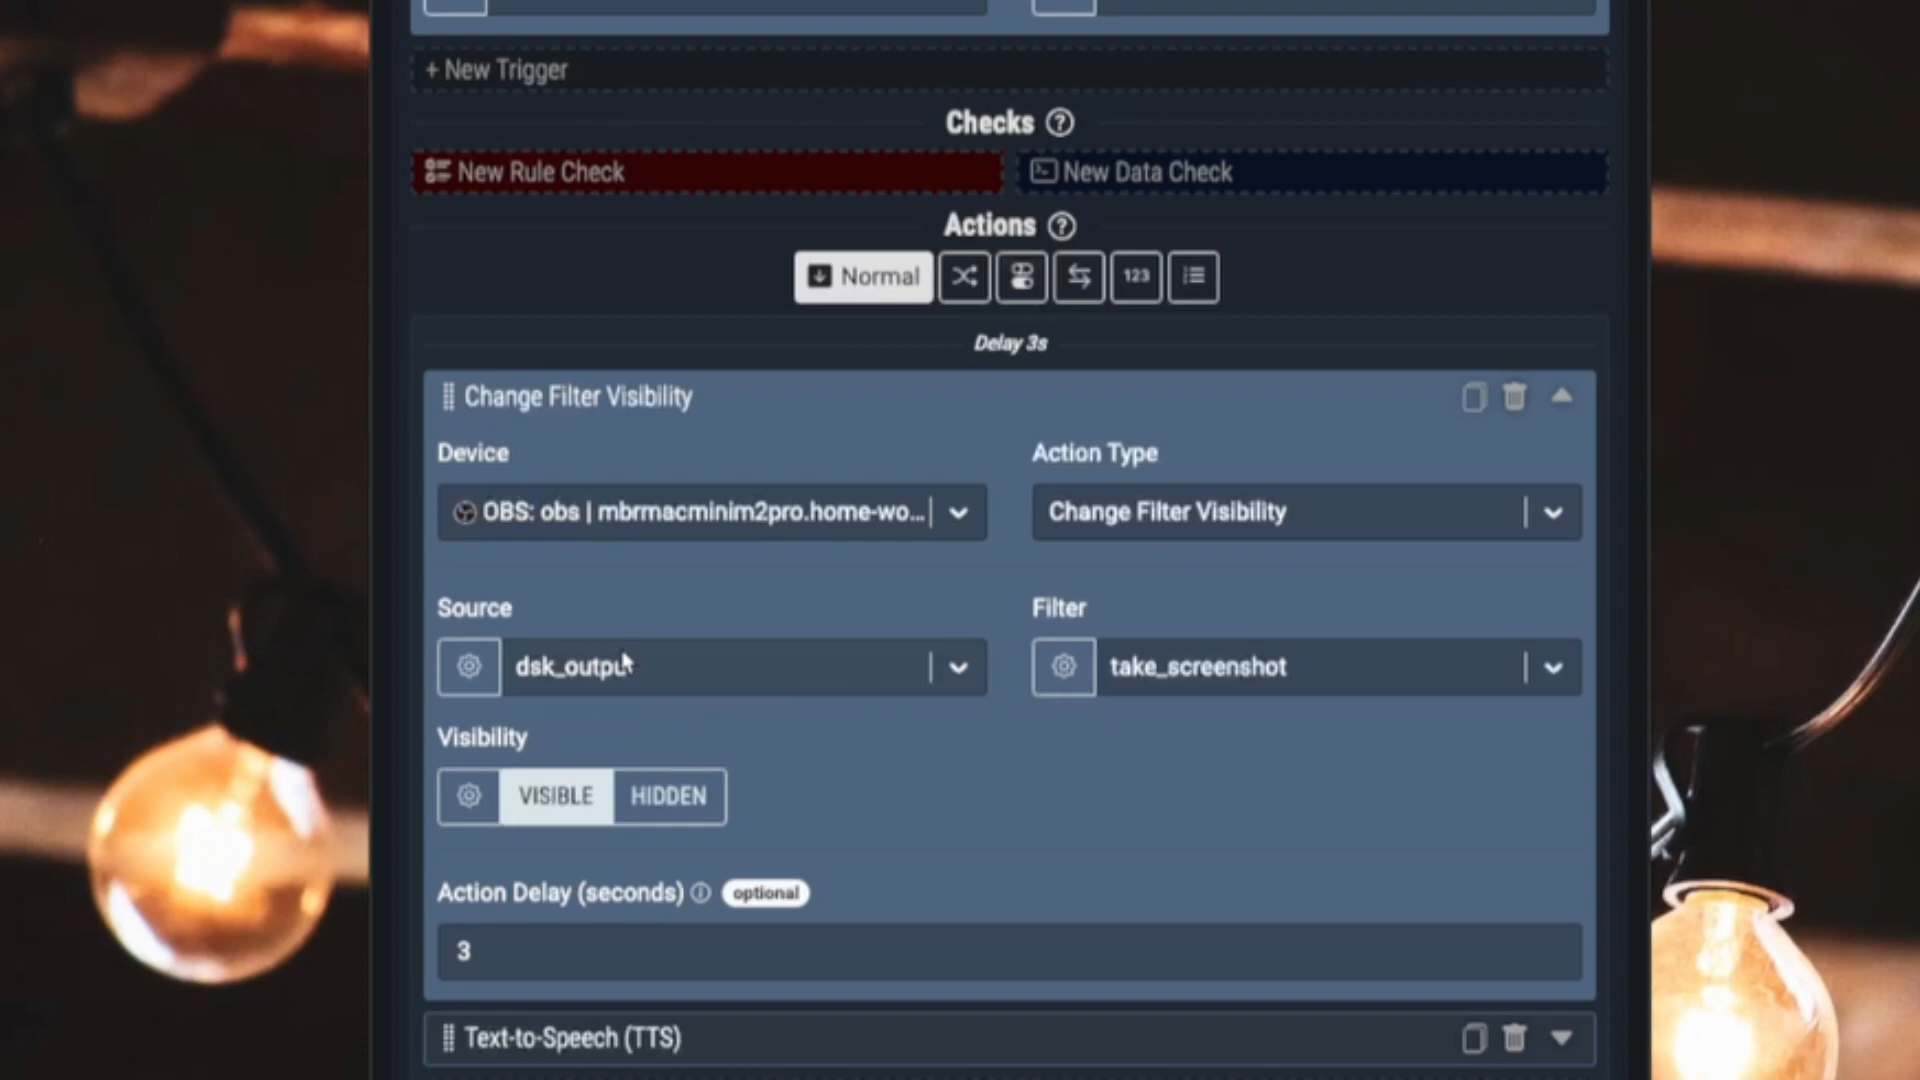 + New Trigger
Checks ?
New Rule Check
New Data Check
Actions ?
Normal
123
Delay 3s
Change Filter Visibility
Device
Action Type
OBS: obs | mbrmacminim2pro.home-wo...
Change Filter Visibility
Source
Filter
dsk_output
take_screenshot
Visibility
VISIBLE
HIDDEN
Action Delay (seconds)
optional
3
Text-to-Speech (TTS)